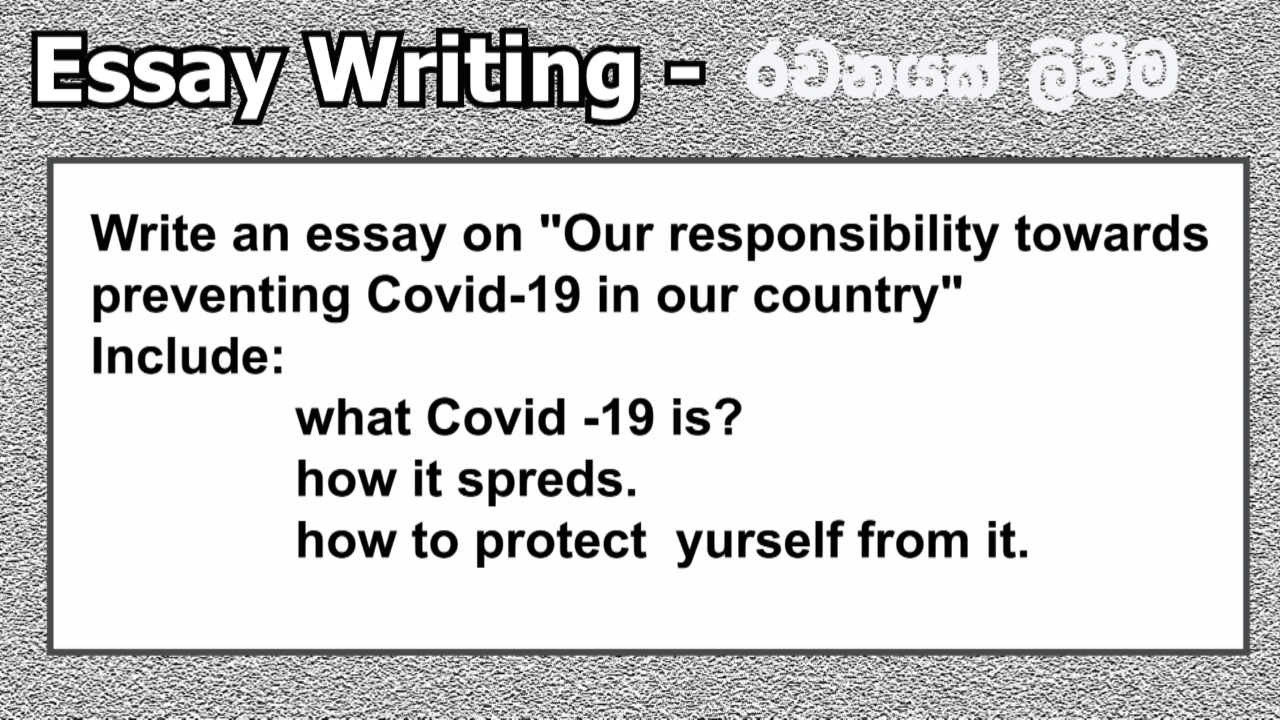 Essay Writing - රචනයක් ලිවීම
Write an essay on "Our responsibility towards
preventing Covid-19 in our country"
Include:
what Covid -19 is?
how it spreds.
how to protect  yurself from it.